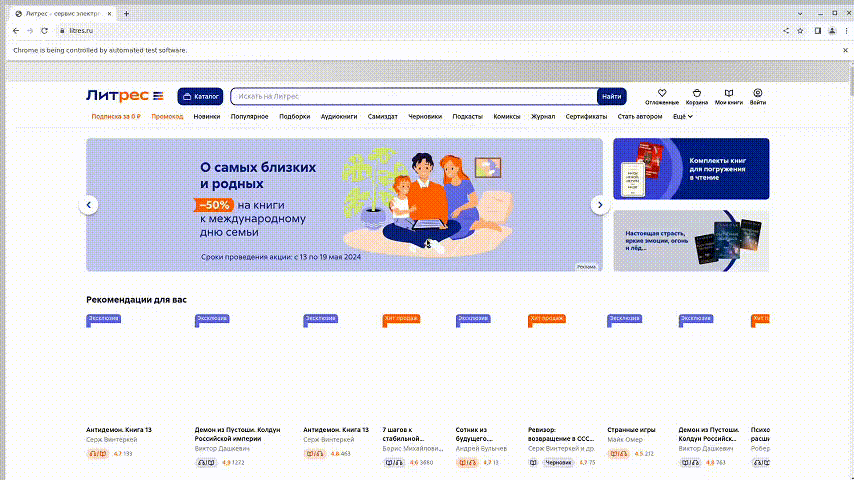 Литрес – сервис электр
litres.ru
Chrome is being controlled by automated test software.
Литрес
Каталог
Искать на Литрес
Найти
Отложенные
Корзина
Мои книги
Войти
Подписка за 0 ₽
Промокод
Новинки
Популярное
Подборки
Аудиокниги
Самиздат
Черновики
Подкасты
Комиксы
Журнал
Сертификаты
Стать автором
Ещё
О самых близких
и родных
–50% на книги
к международному
дню семьи
Сроки проведения акции: с 13 по 19 мая 2024
Реклама
Комплекты книг
для погружения
в чтение
Настоящая страсть,
яркие эмоции, огонь
и лёд...
Рекомендации для вас
Эксклюзив
Эксклюзив
Эксклюзив
Хит продаж
Эксклюзив
Хит продаж
Эксклюзив
Эксклюзив
Хит п
Антидемон. Книга 13
Серж Винтеркей
4,7 133
Демон из Пустоши. Колдун
Российской империи
Виктор Дашкевич
4,9 1272
Антидемон. Книга 13
Серж Винтеркей
4,8 463
7 шагов к
стабильной...
Борис Михайлови...
4,6 3680
Сотник из
будущего....
Андрей Булычев
4,7 13
Ревизор:
возвращение в ССС...
Серж Винтеркей и др.
Черновик
4,7 75
Странные игры
Майк Омер
4,5 212
Демон из Пустоши.
Колдун Российск...
Виктор Дашкевич
4,8 763
Психо
расш
Робер